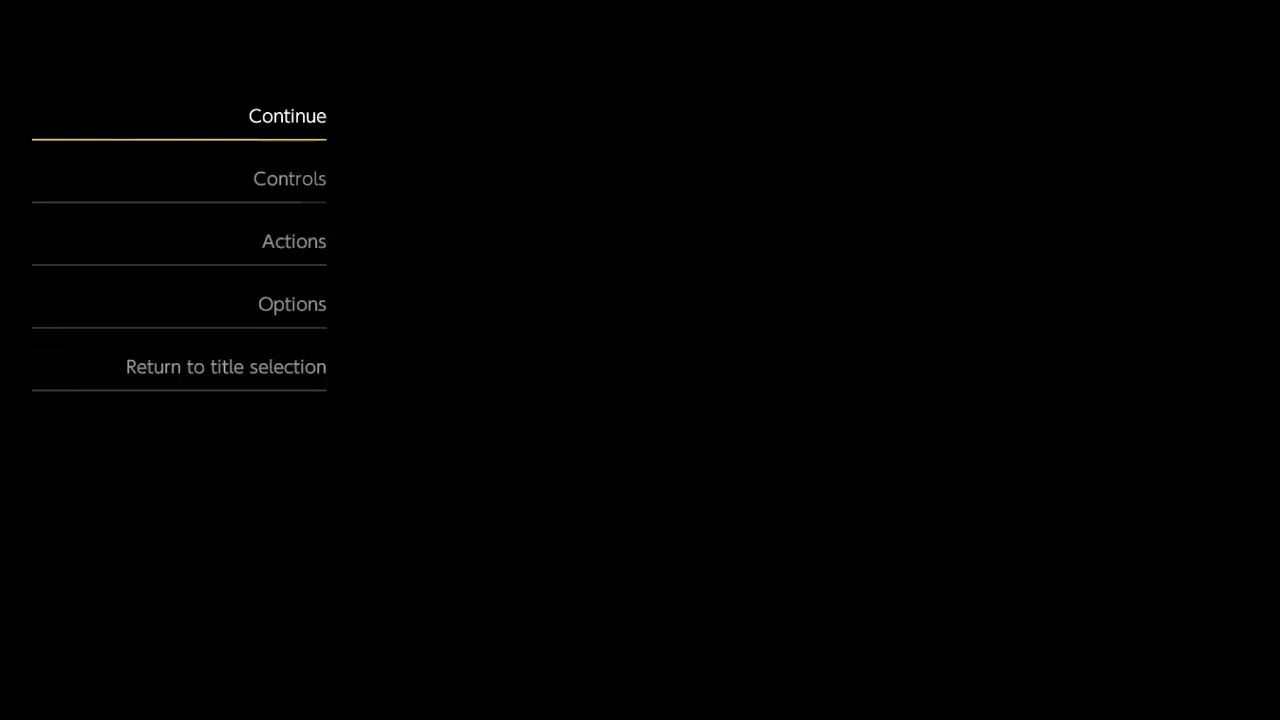 Continue
Controls
Actions
Options
Return to title selection